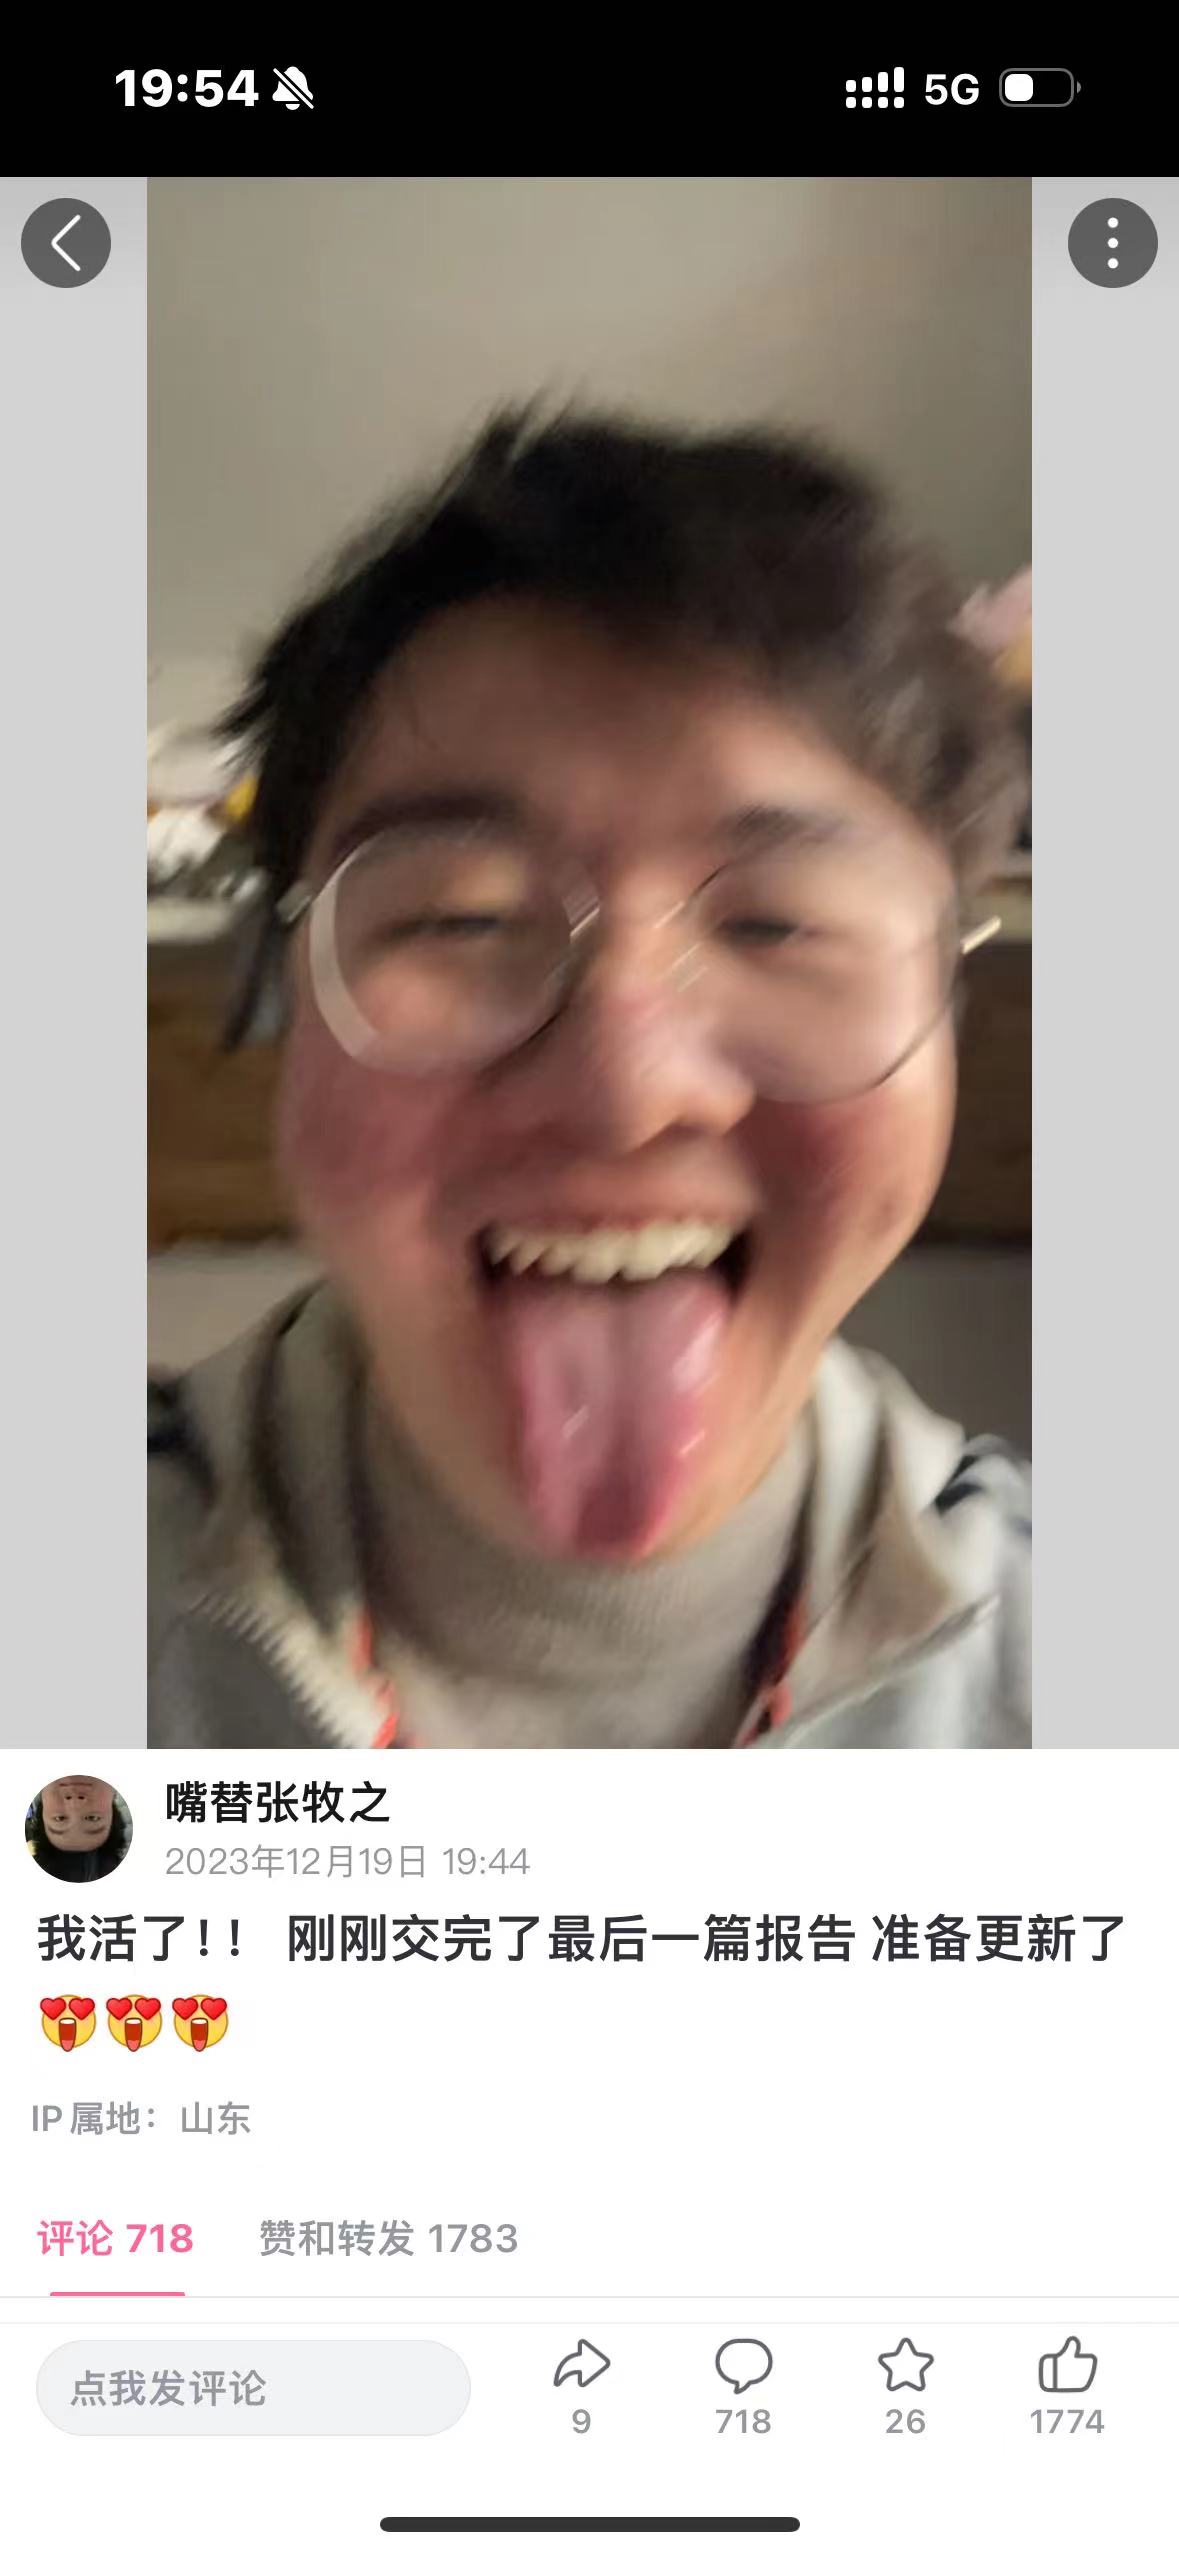 19:54 5G
嘴替张牧之
2023年12月19日 19:44
我活了！！ 刚刚交完了最后一篇报告 准备更新了
😍😍😍
IP属地：山东
评论 718 赞和转发 1783
点我发评论
9 718 26 1774